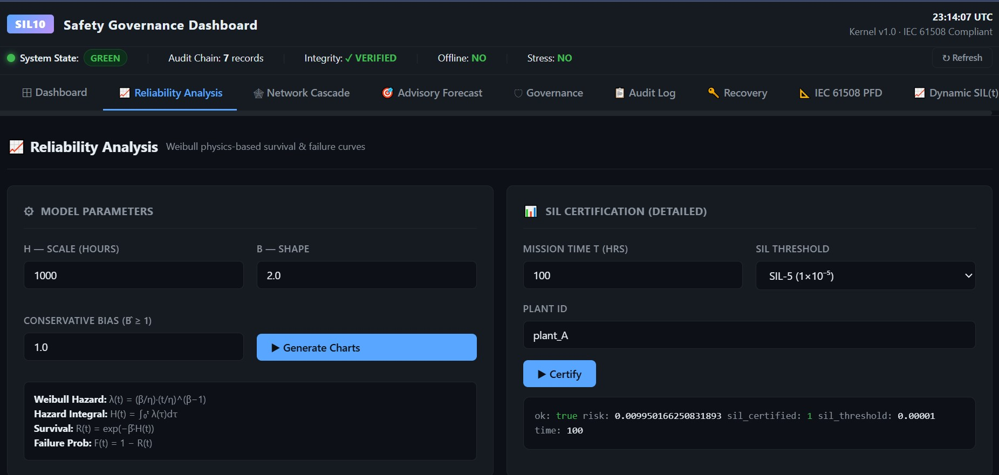 SIL10 Safety Governance Dashboard
23:14:07 UTC
Kernel v1.0 · IEC 61508 Compliant
System State: GREEN Audit Chain: 7 records Integrity: ✓ VERIFIED Offline: NO Stress: NO ↻ Refresh
Dashboard Reliability Analysis Network Cascade Advisory Forecast Governance Audit Log Recovery IEC 61508 PFD Dynamic SIL(t)
Reliability Analysis Weibull physics-based survival & failure curves
MODEL PARAMETERS
Η — SCALE (HOURS) Β — SHAPE
1000 2.0
CONSERVATIVE BIAS (Β̂ ≥ 1)
1.0 ▶ Generate Charts
Weibull Hazard: λ(t) = (β/η)·(t/η)^(β−1)
Hazard Integral: H(t) = ∫₀ᵗ λ(τ)dτ
Survival: R(t) = exp(−β̂·H(t))
Failure Prob: F(t) = 1 − R(t)
SIL CERTIFICATION (DETAILED)
MISSION TIME T (HRS) SIL THRESHOLD
100 SIL-5 (1×10⁻⁵)
PLANT ID
plant_A
▶ Certify
ok: true risk: 0.009950166250831893 sil_certified: 1 sil_threshold: 0.00001
time: 100